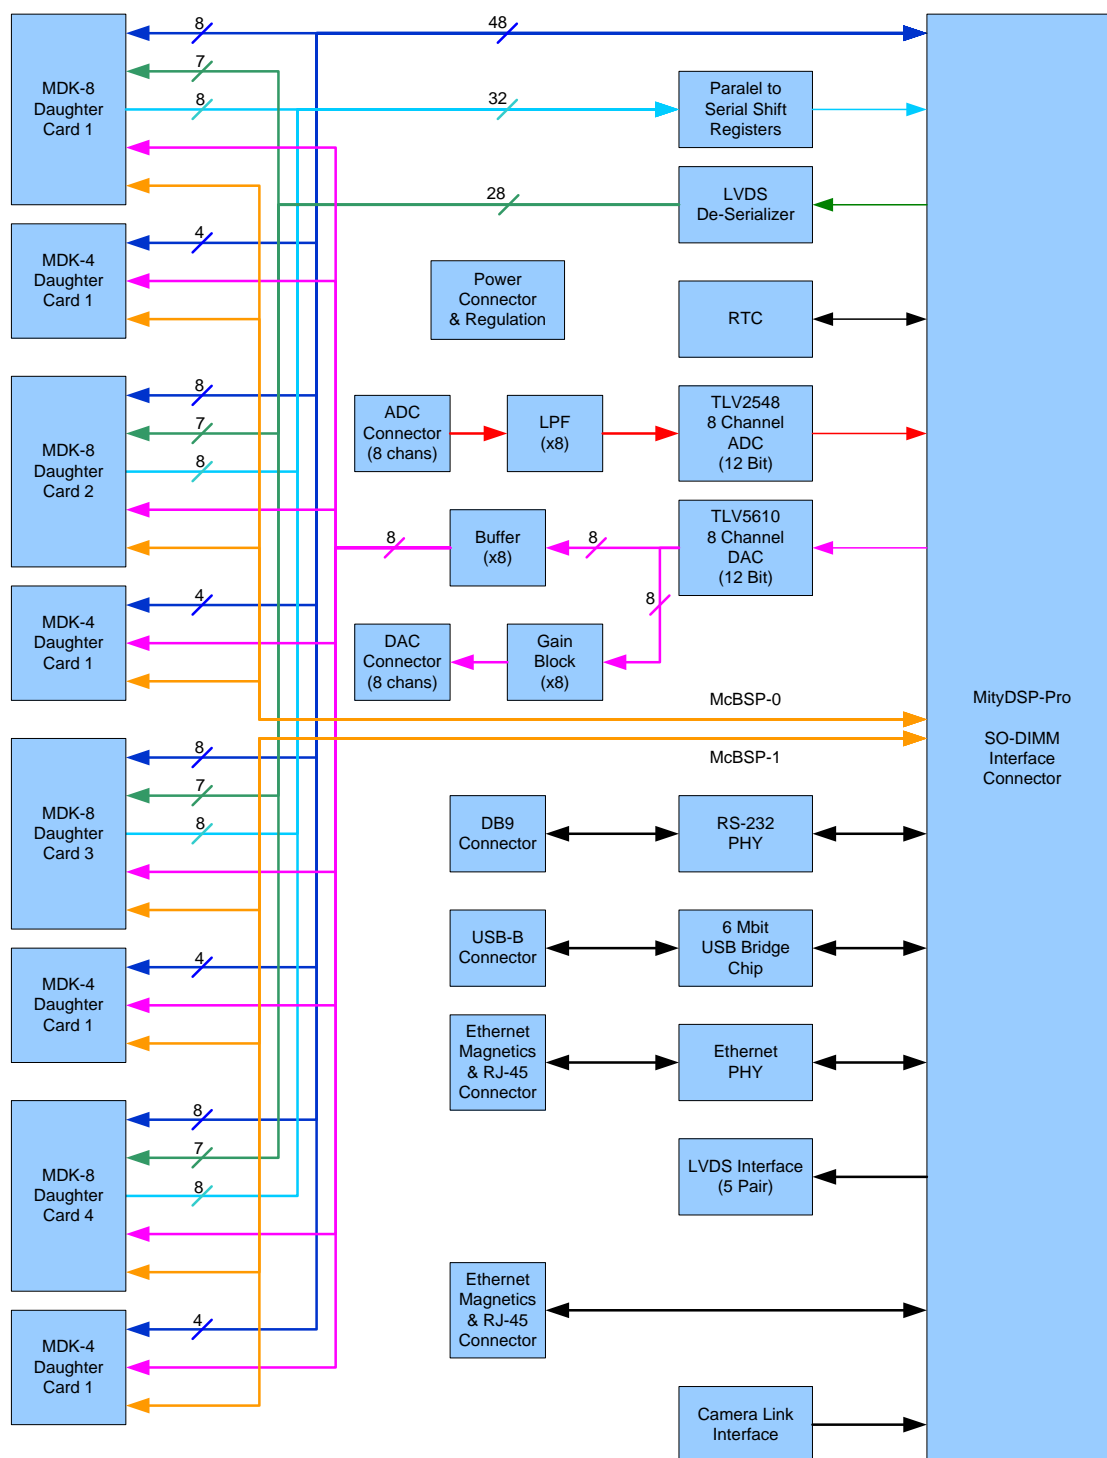 8
48
MDK-8
Daughter
Card 1
7
8
32
Paralel to
Serial Shift
Registers
28
LVDS
De-Serializer
MDK-4
Daughter
Card 1
4
Power
Connector
& Regulation
RTC
MDK-8
Daughter
Card 2
8
7
8
ADC
Connector
(8 chans)
LPF
(x8)
TLV2548
8 Channel
ADC
(12 Bit)
8
Buffer
(x8)
8
TLV5610
8 Channel
DAC
(12 Bit)
8
MDK-4
Daughter
Card 1
4
DAC
Connector
(8 chans)
Gain
Block
(x8)
McBSP-0
McBSP-1
MityDSP-Pro
SO-DIMM
Interface
Connector
MDK-8
Daughter
Card 3
8
7
8
DB9
Connector
RS-232
PHY
MDK-4
Daughter
Card 1
4
USB-B
Connector
6 Mbit
USB Bridge
Chip
Ethernet
Magnetics
& RJ-45
Connector
Ethernet
PHY
MDK-8
Daughter
Card 4
8
7
8
LVDS Interface
(5 Pair)
MDK-4
Daughter
Card 1
4
Ethernet
Magnetics
& RJ-45
Connector
Camera Link
Interface